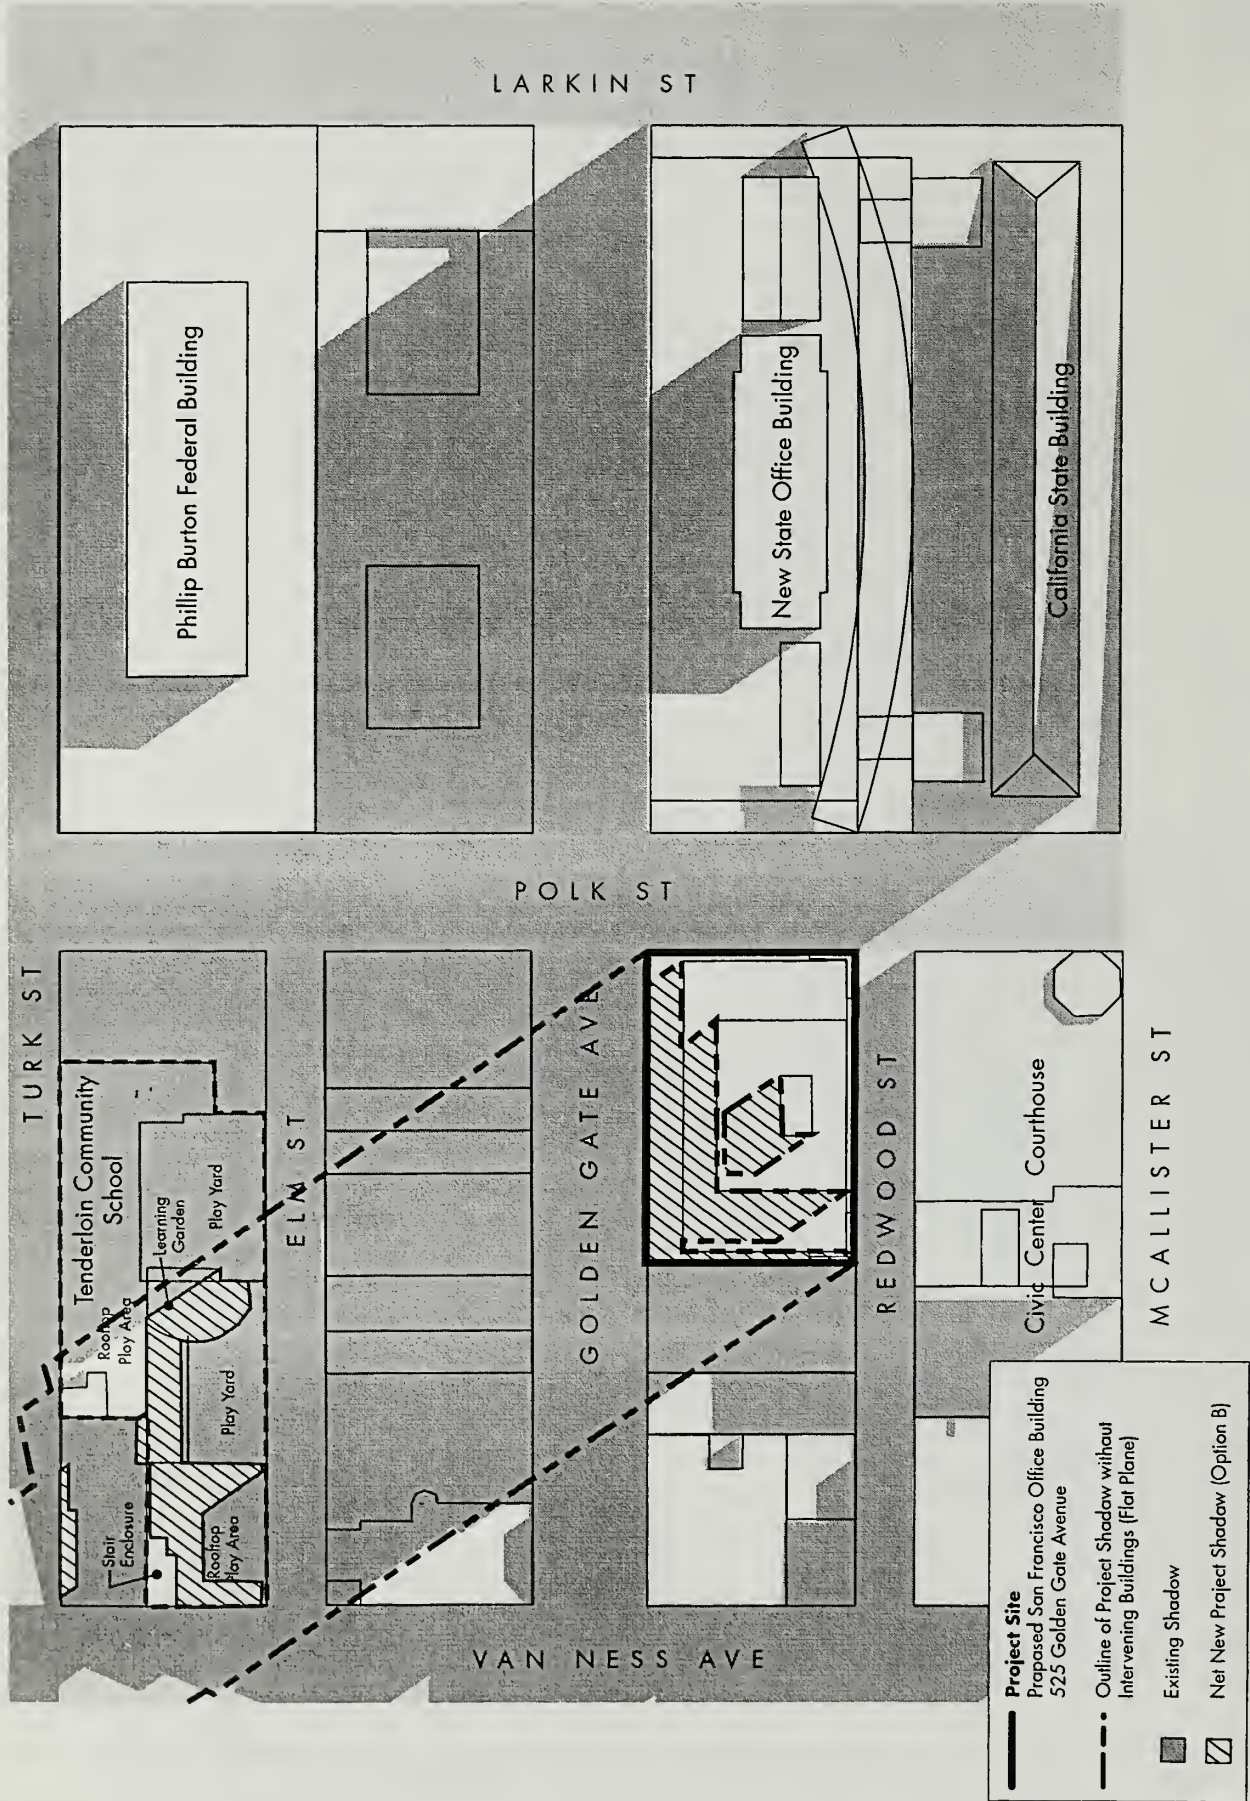 LARKIN ST
Phillip Burton Federal Building
New State Office Building
California State Building
POLK ST
TURK ST
Tenderloin Community
School
Learning
Garden
Play Yard
Rooftop
Play Area
Play Yard
Stair
Enclosure
Rooftop
Play Area
ELM ST
GOLDEN GATE AVE
REDWOOD ST
Civic Center Courthouse
MCALLISTER ST
VAN NESS AVE
Project Site
Prapased San Francisco Office Building
525 Golden Gate Avenue
Outline of Project Shadow withaut
Intervening Buildings (Flat Plane)
Existing Shadow
Net New Project Shadaw (Option B)